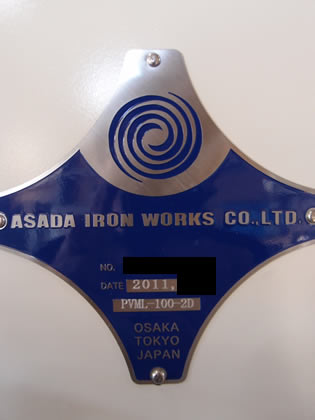 ASADA IRON WORKS CO.,LTD.
NO.
DATE 2011,
PVML-100-2D
OSAKA
TOKYO
JAPAN